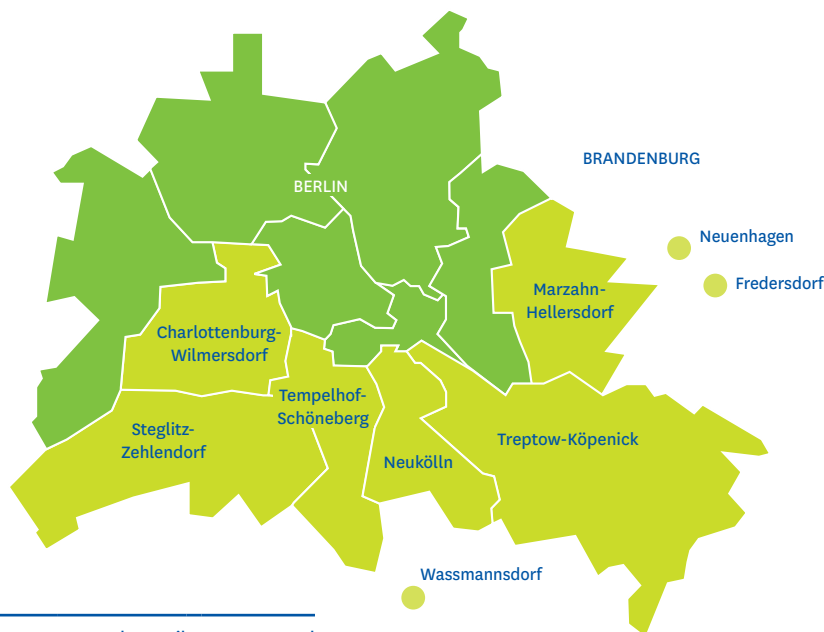 BRANDENBURG
BERLIN
Neuenhagen
Fredersdorf
Marzahn-
Hellersdorf
Charlottenburg-
Wilmersdorf
Tempelhof-
Schöneberg
Steglitz-
Zehlendorf
Treptow-Köpenick
Neukölln
Wassmannsdorf